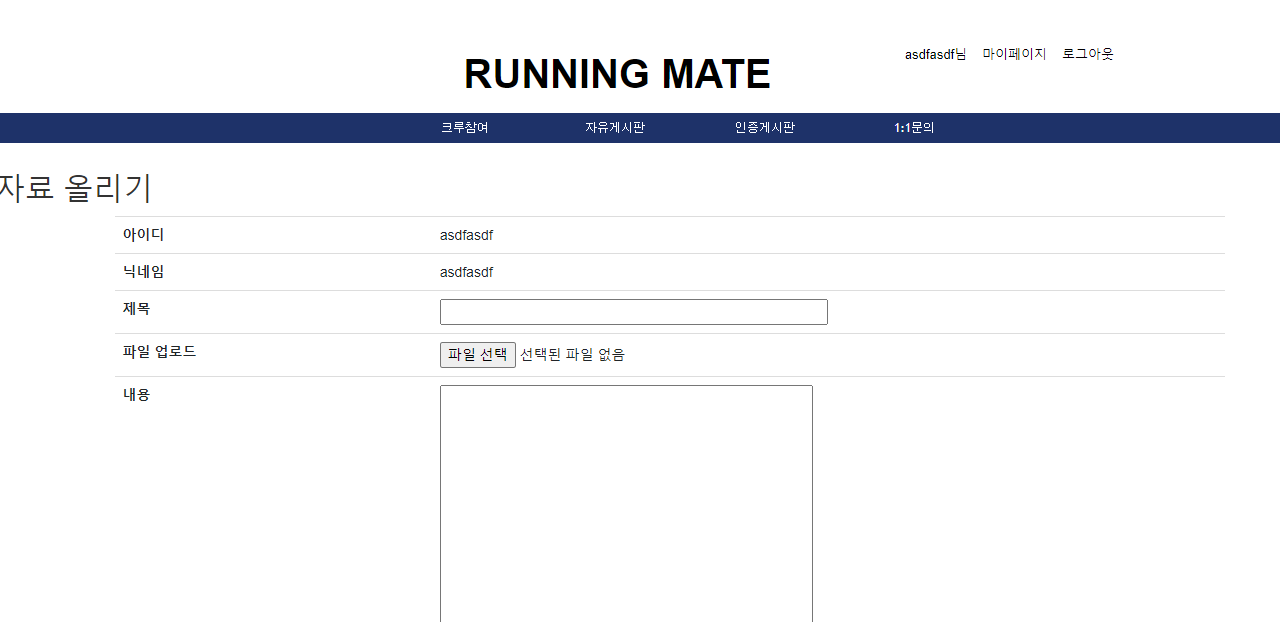 asdfasdf님 마이페이지 로그아웃
RUNNING MATE
크루참여 자유게시판 인증게시판 1:1문의
자료 올리기
아이디 asdfasdf
닉네임 asdfasdf
제목
파일 업로드 파일 선택 선택된 파일 없음
내용